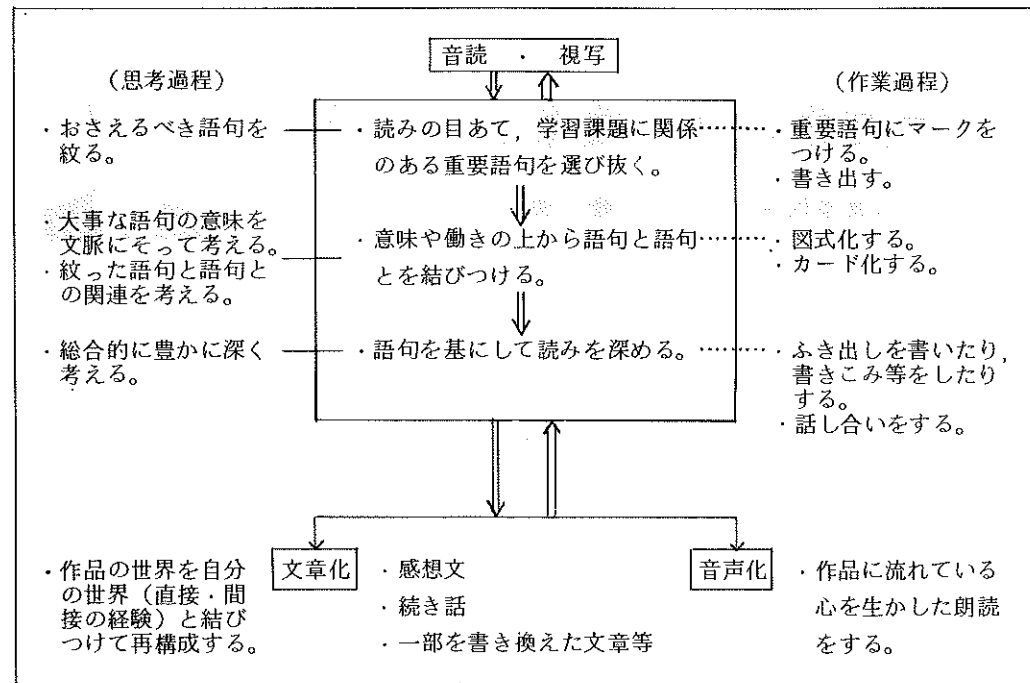 音読 ・ 視写
(思考過程)
(作業過程)
・おさえるべき語句を
絞る。
・読みの目あて，学習課題に関係
のある重要語句を選び抜く。
・重要語句にマークを
つける。
・書き出す。
・大事な語句の意味を
文脈にそって考える。
・絞った語句と語句と
の関連を考える。
・意味や働きの上から語句と語句
とを結びつける。
・図式化する。
・カード化する。
・総合的に豊かに深く
考える。
・語句を基にして読みを深める。
・ふき出しを書いたり，
書きこみ等をしたり
する。
・話し合いをする。
・作品の世界を自分
の世界（直接・間
接の経験）と結び
つけて再構成する。
文章化
・感想文
・続き話
・一部を書き換えた文章等
音声化
・作品に流れている
心を生かした朗読
をする。